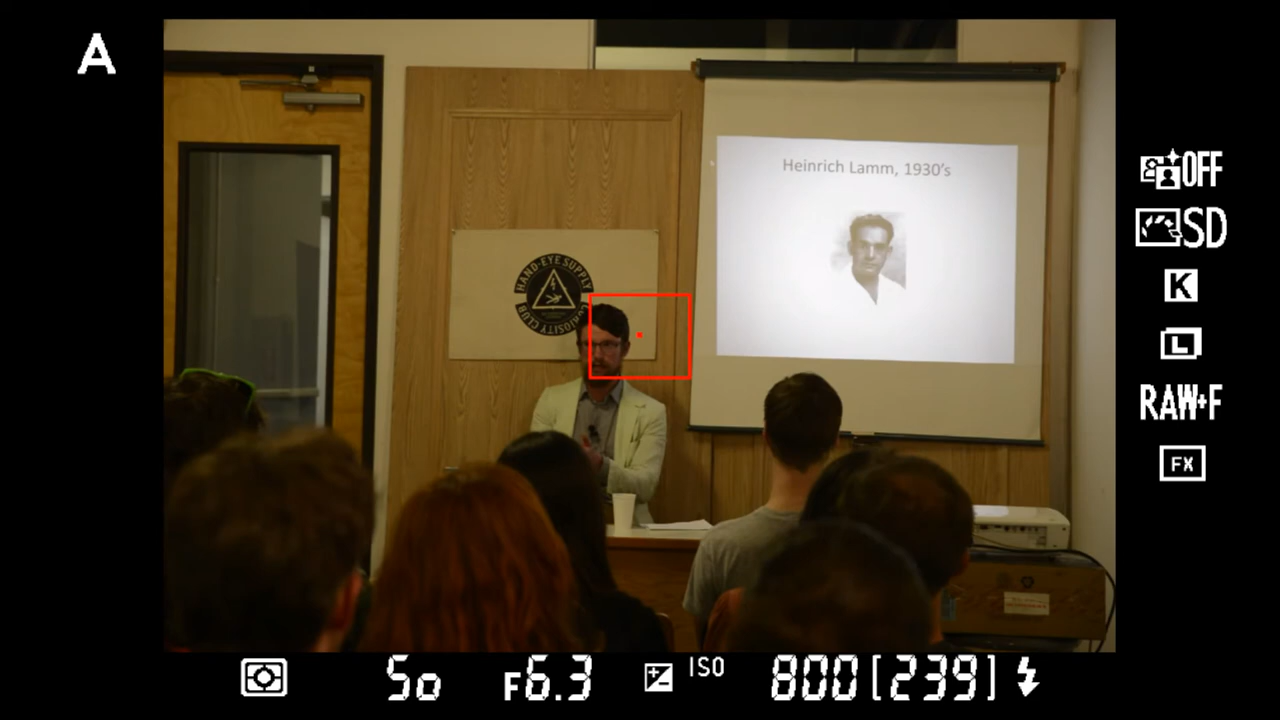 A
OFF
SD
K
L
RAW+F
FX
Heinrich Lamm, 1930's
HAND-EYE SUPPLY
CURIOSITY CLUB
50 F6.3 ISO 800 [239]